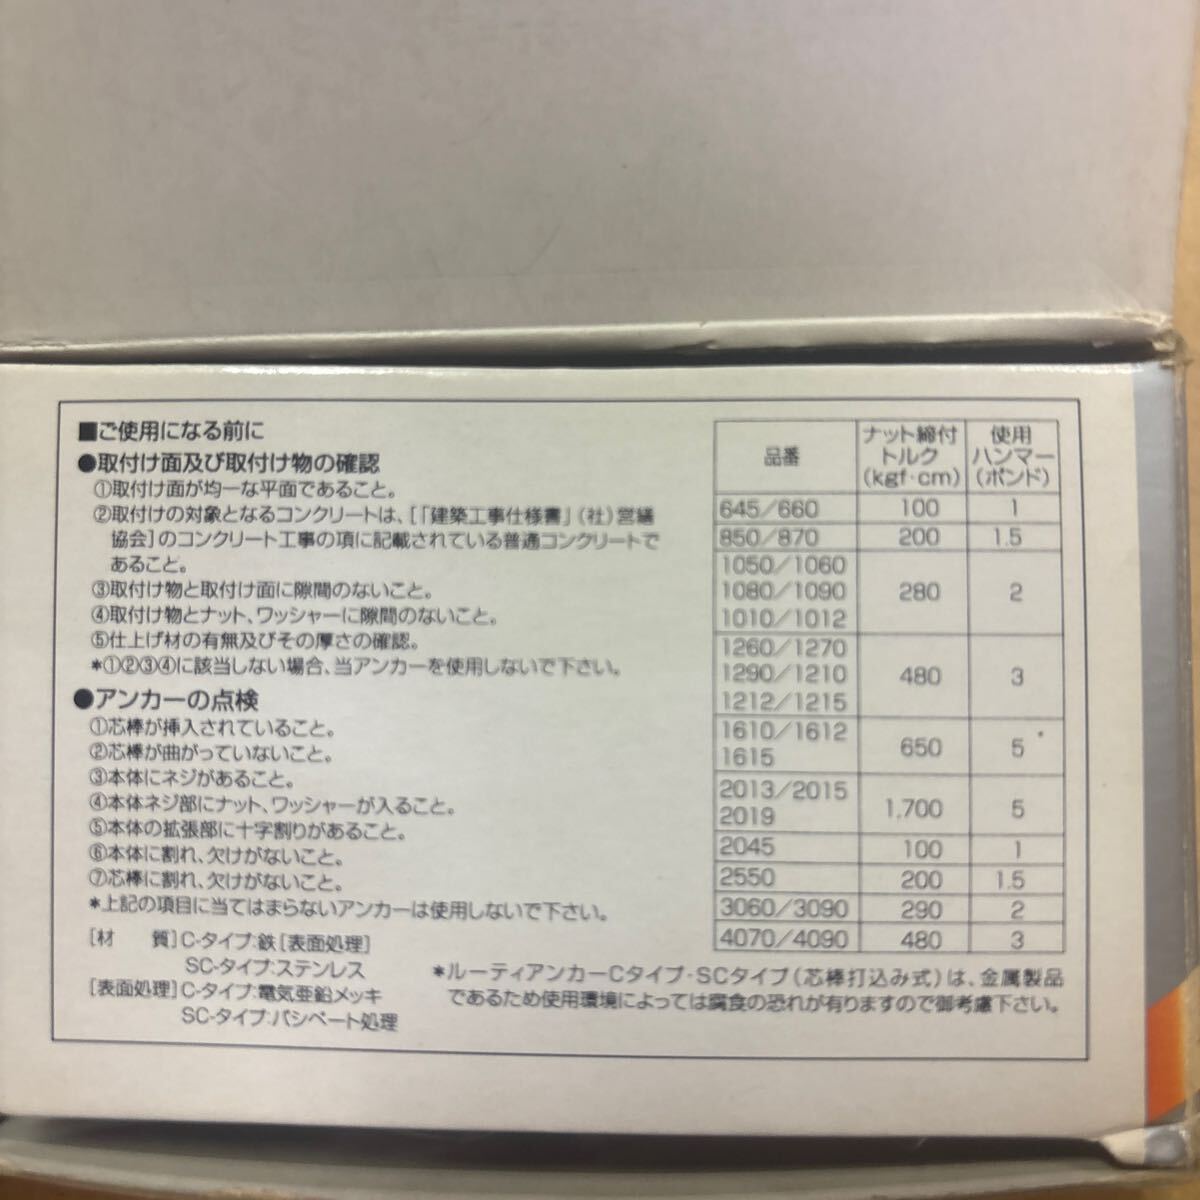 ■ご使用になる前に
●取付け面及び取付け物の確認
①取付け面が均一な平面であること。
②取付けの対象となるコンクリートは、[「建築工事仕様書」(社)営繕
協会]のコンクリート工事の項に記載されている普通コンクリートで
あること。
③取付け物と取付け面に隙間のないこと。
④取付け物とナット、ワッシャーに隙間のないこと。
⑤仕上げ材の有無及びその厚さの確認。
*①②③④に該当しない場合、当アンカーを使用しないで下さい。
●アンカーの点検
①芯棒が挿入されていること。
②芯棒が曲がっていないこと。
③本体にネジがあること。
④本体ネジ部にナット、ワッシャーが入ること。
⑤本体の拡張部に十字割りがあること。
⑥本体に割れ、欠けがないこと。
⑦芯棒に割れ、欠けがないこと。
*上記の項目に当てはまらないアンカーは使用しないで下さい。
[材　質]C-タイプ:鉄[表面処理]
SC-タイプ:ステンレス
[表面処理]C-タイプ:電気亜鉛メッキ
SC-タイプ:パシペート処理
品番 ナット締付トルク(kgf·cm) 使用ハンマー(ポンド)
645/660 100 1
850/870 200 1.5
1050/1060
1080/1090 280 2
1010/1012
1260/1270
1290/1210 480 3
1212/1215
1610/1612 650 5
1615
2013/2015 1,700 5
2019
2045 100 1
2550 200 1.5
3060/3090 290 2
4070/4090 480 3
*ルーティアンカーCタイプ·SCタイプ(芯棒打込み式)は、金属製品
であるため使用環境によっては腐食の恐れが有りますので御考慮下さい。